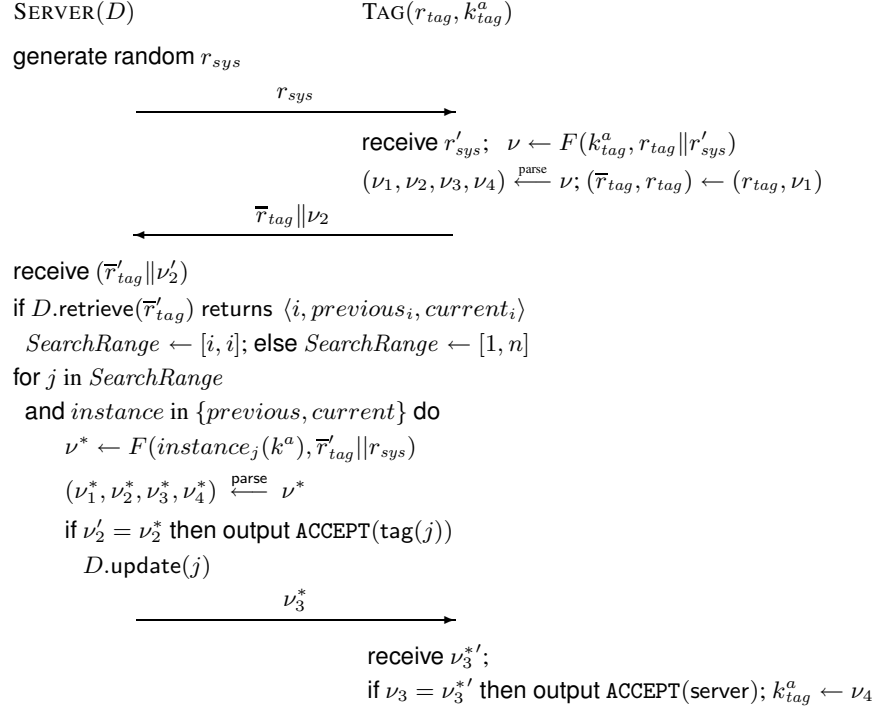 SERVER(D) TAG(r_tag, k^a_tag)
generate random r_sys
r_sys
receive r'_sys; ν ← F(k^a_tag, r_tag||r'_sys)
(ν_1, ν_2, ν_3, ν_4) ←parse ν; (r̄_tag, r_tag) ← (r_tag, ν_1)
r̄_tag||ν_2
receive (r̄'_tag||ν'_2)
if D.retrieve(r̄'_tag) returns ⟨i, previous_i, current_i⟩
SearchRange ← [i, i]; else SearchRange ← [1, n]
for j in SearchRange
and instance in {previous, current} do
ν* ← F(instance_j(k^a), r̄'_tag||r_sys)
(ν*_1, ν*_2, ν*_3, ν*_4) ←parse ν*
if ν'_2 = ν*_2 then output ACCEPT(tag(j))
D.update(j)
ν*_3
receive ν*_3';
if ν_3 = ν*_3' then output ACCEPT(server); k^a_tag ← ν_4